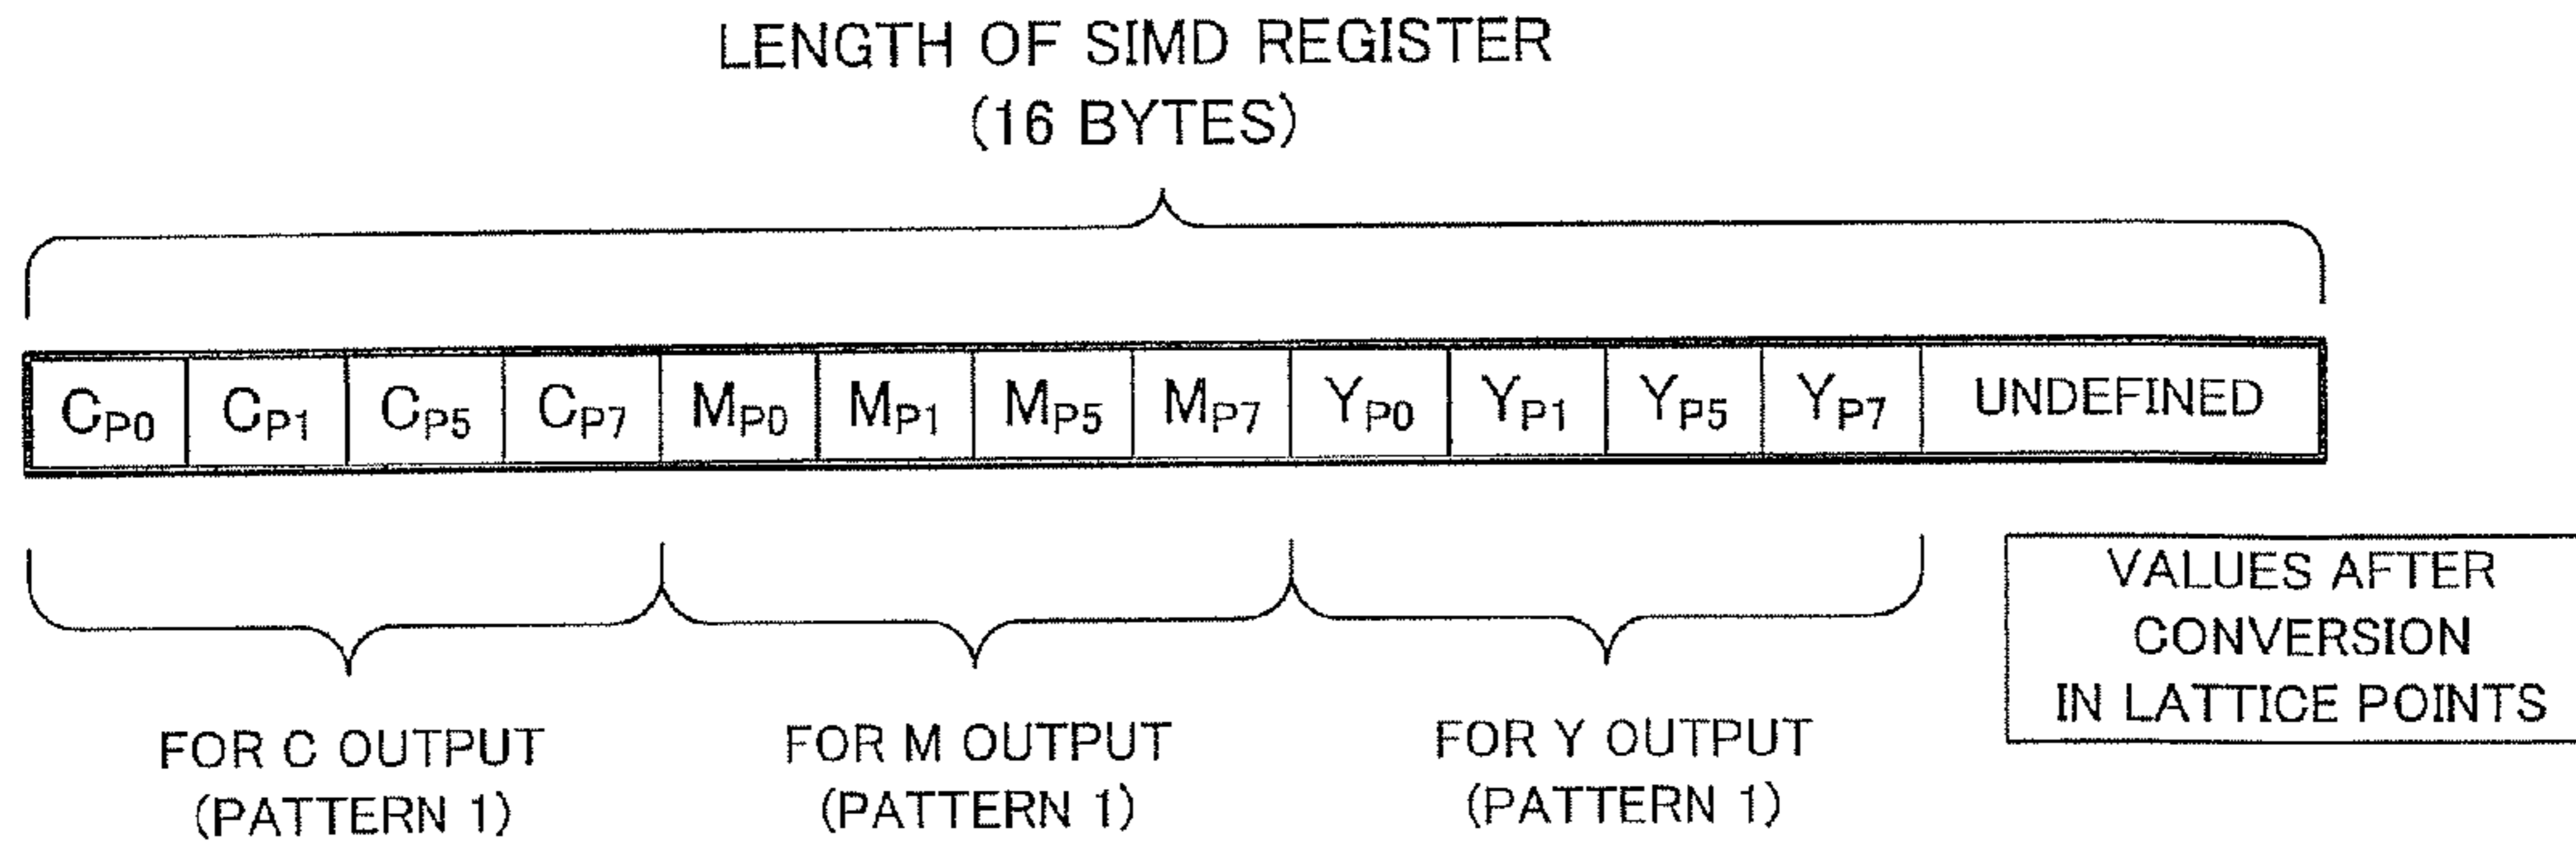 LENGTH OF SIMD REGISTER
(16 BYTES)
CP0 CP1 CP5 CP7 MP0 MP1 MP5 MP7 YP0 YP1 YP5 YP7 UNDEFINED
VALUES AFTER
CONVERSION
IN LATTICE POINTS
FOR C OUTPUT
(PATTERN 1)
FOR M OUTPUT
(PATTERN 1)
FOR Y OUTPUT
(PATTERN 1)